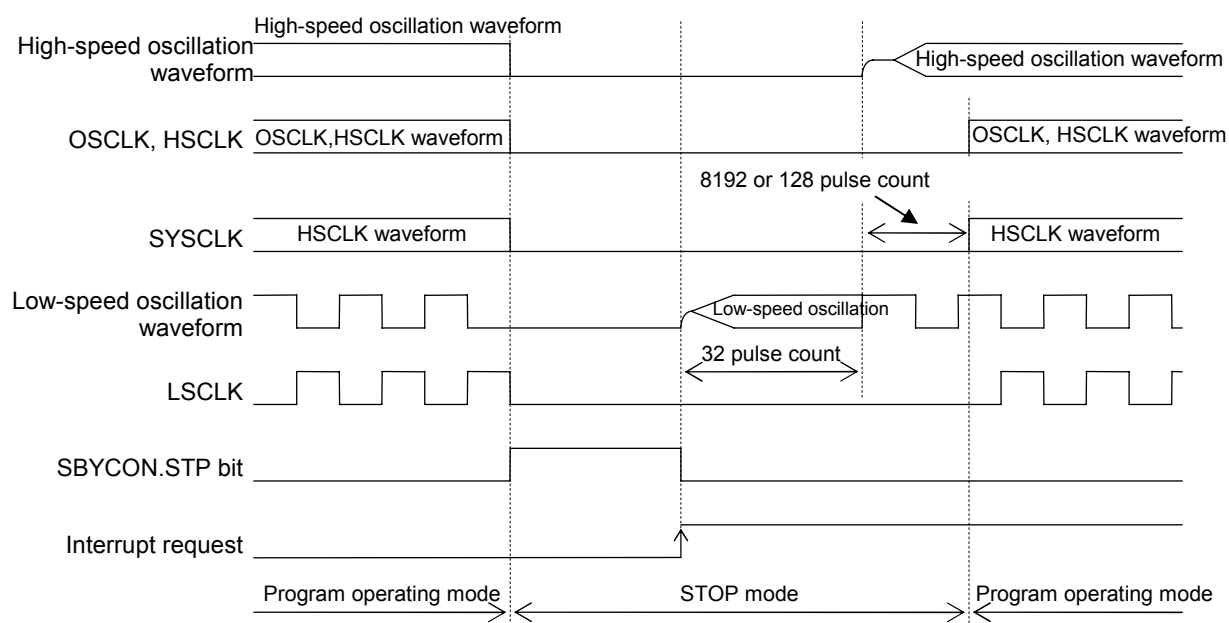 High-speed oscillation waveform
High-speed oscillation
waveform
High-speed oscillation waveform
OSCLK, HSCLK
OSCLK,HSCLK waveform
OSCLK, HSCLK waveform
8192 or 128 pulse count
SYSCLK
HSCLK waveform
HSCLK waveform
Low-speed oscillation
waveform
Low-speed oscillation
32 pulse count
LSCLK
SBYCON.STP bit
Interrupt request
Program operating mode
STOP mode
Program operating mode